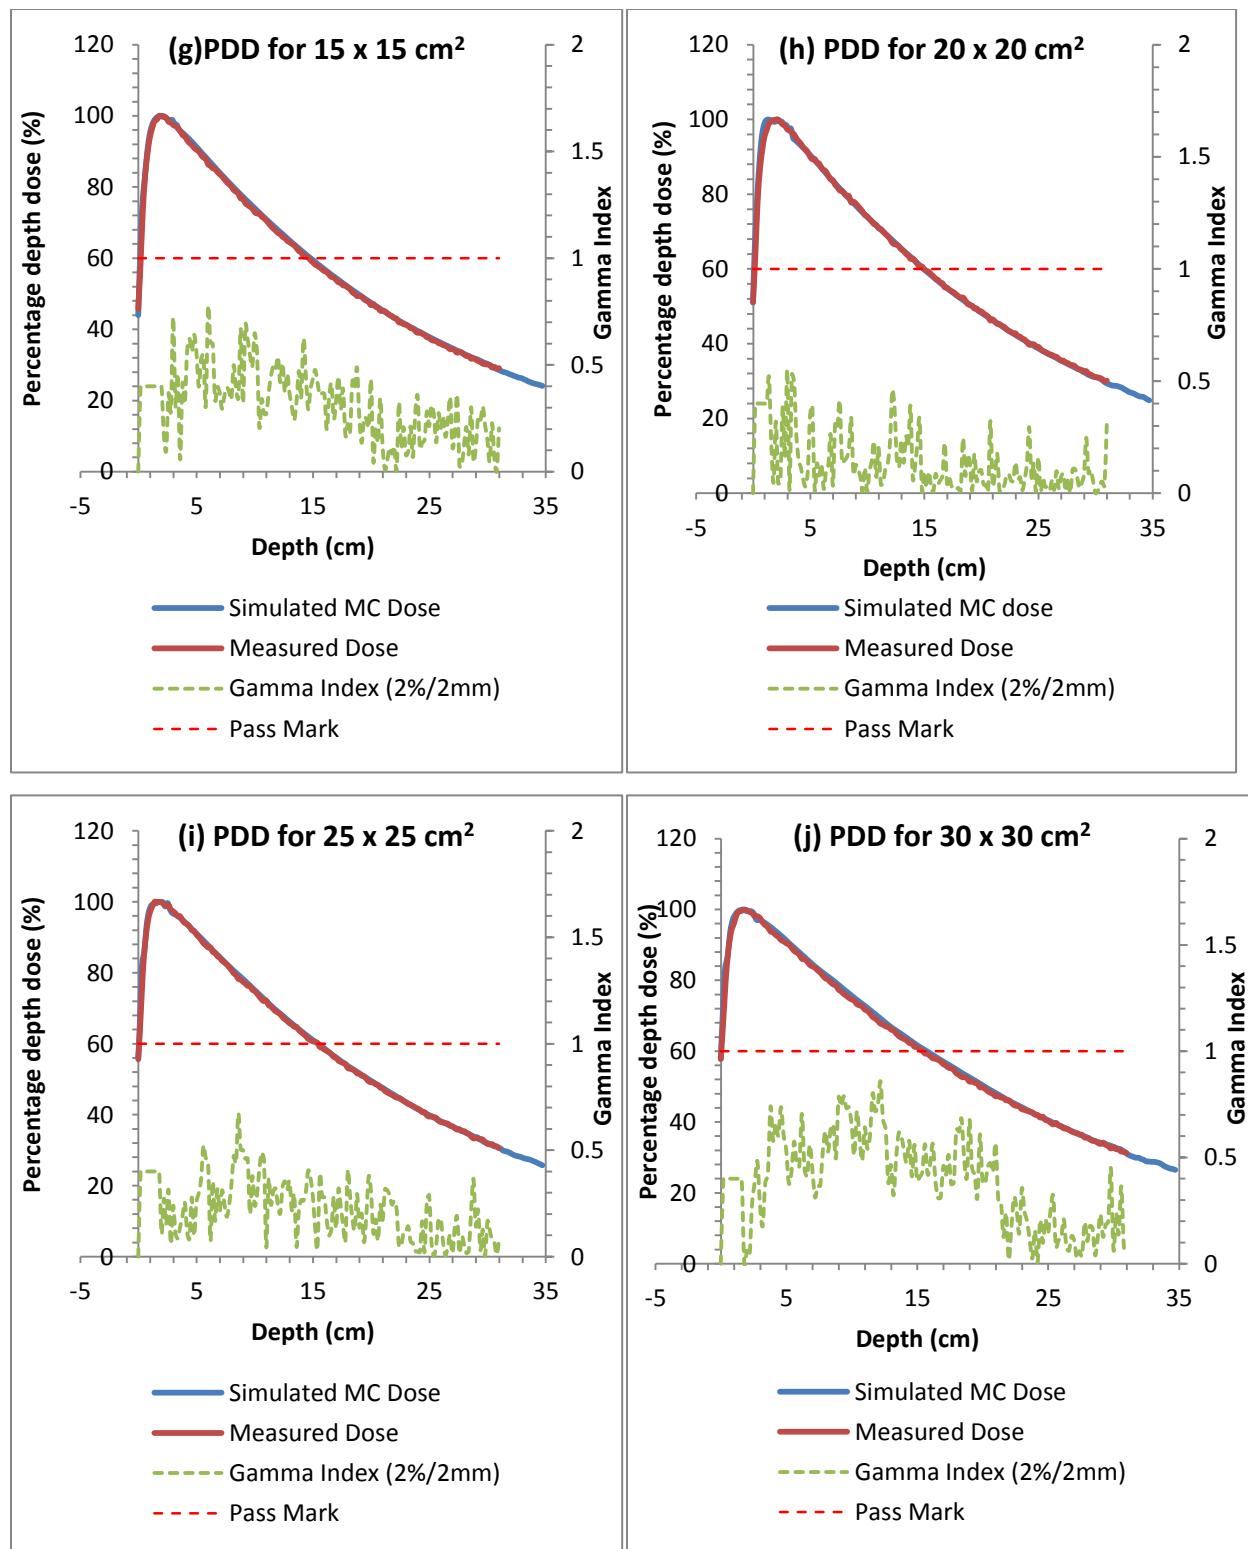 (g)PDD for 15 x 15 cm²
120
100
80
60
40
20
0
Percentage depth dose (%)
2
1.5
1
0.5
0
Gamma Index
-5
5
15
25
35
Depth (cm)
Simulated MC Dose
Measured Dose
Gamma Index (2%/2mm)
Pass Mark
(h) PDD for 20 x 20 cm²
120
100
80
60
40
20
0
Percentage depth dose (%)
2
1.5
1
0.5
0
Gamma Index
-5
5
15
25
35
Depth (cm)
Simulated MC dose
Measured Dose
Gamma Index (2%/2mm)
Pass Mark
(i) PDD for 25 x 25 cm²
120
100
80
60
40
20
0
Percentage depth dose (%)
2
1.5
1
0.5
0
Gamma Index
-5
5
15
25
35
Depth (cm)
Simulated MC Dose
Measured Dose
Gamma Index (2%/2mm)
Pass Mark
(j) PDD for 30 x 30 cm²
120
100
80
60
40
20
0
Percentage depth dose (%)
2
1.5
1
0.5
0
Gamma Index
-5
5
15
25
35
Depth (cm)
Simulated MC Dose
Measured Dose
Gamma Index (2%/2mm)
Pass Mark